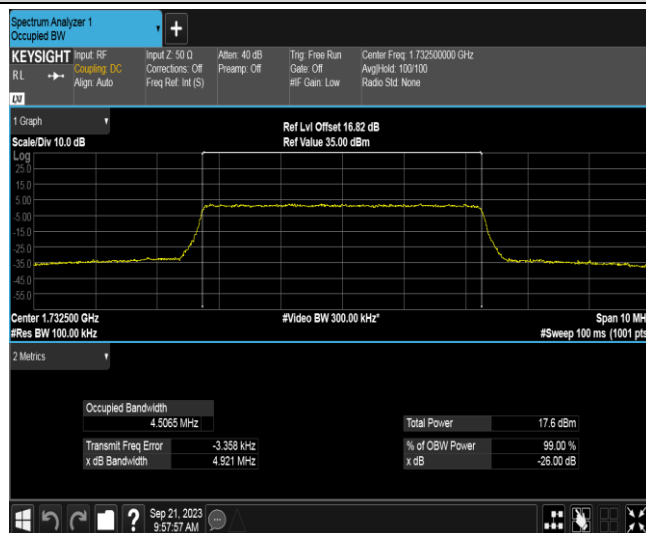 Spectrum Analyzer 1
Occupied BW
+
KEYSIGHT
RL
LXI
Input: RF
Coupling: DC
Align: Auto
Input Z: 50 Ω
Corrections: Off
Freq Ref: Int (S)
Atten: 40 dB
Preamp: Off
Trig: Free Run
Gate: Off
#IF Gain: Low
Center Freq: 1.732500000 GHz
Avg|Hold: 100/100
Radio Std: None
1 Graph
Scale/Div 10.0 dB
Ref Lvl Offset 16.82 dB
Ref Value 35.00 dBm
Log
25.0
15.0
5.00
-5.00
-15.0
-25.0
-35.0
-45.0
-55.0
Center 1.732500 GHz
#Res BW 100.00 kHz
#Video BW 300.00 kHz*
Span 10 MH
#Sweep 100 ms (1001 pts
2 Metrics
Occupied Bandwidth
4.5065 MHz
Transmit Freq Error -3.358 kHz
x dB Bandwidth 4.921 MHz
Total Power 17.6 dBm
% of OBW Power 99.00 %
x dB -26.00 dB
?
Sep 21, 2023
9:57:57 AM